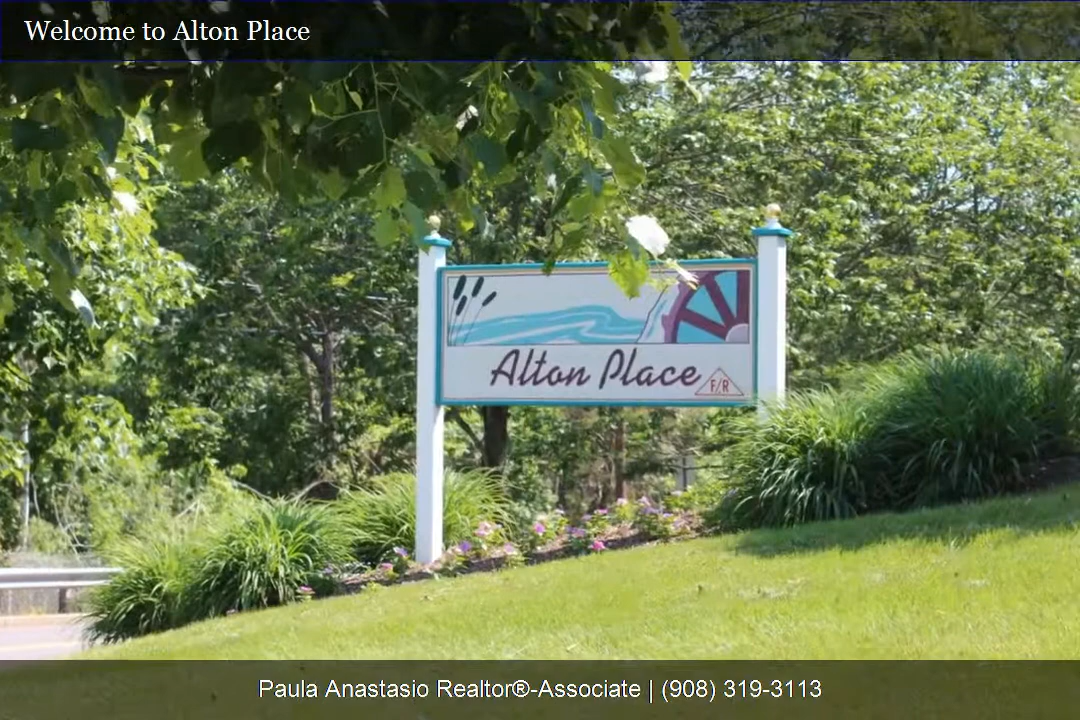 Welcome to Alton Place
Alton Place
F/R
Paula Anastasio Realtor®-Associate | (908) 319-3113